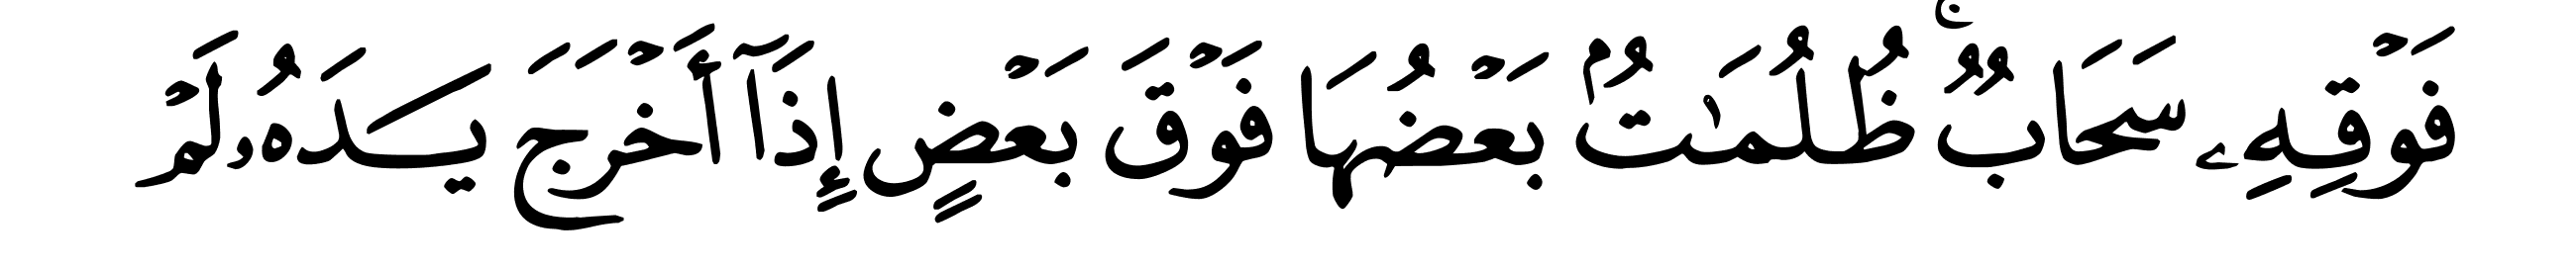 فَوْقِهِۦ سَحَابٌۚ ظُلُمَٰتُۢ بَعْضُهَا فَوْقَ بَعْضٍ إِذَآ أَخْرَجَ يَدَهُۥ لَمْ